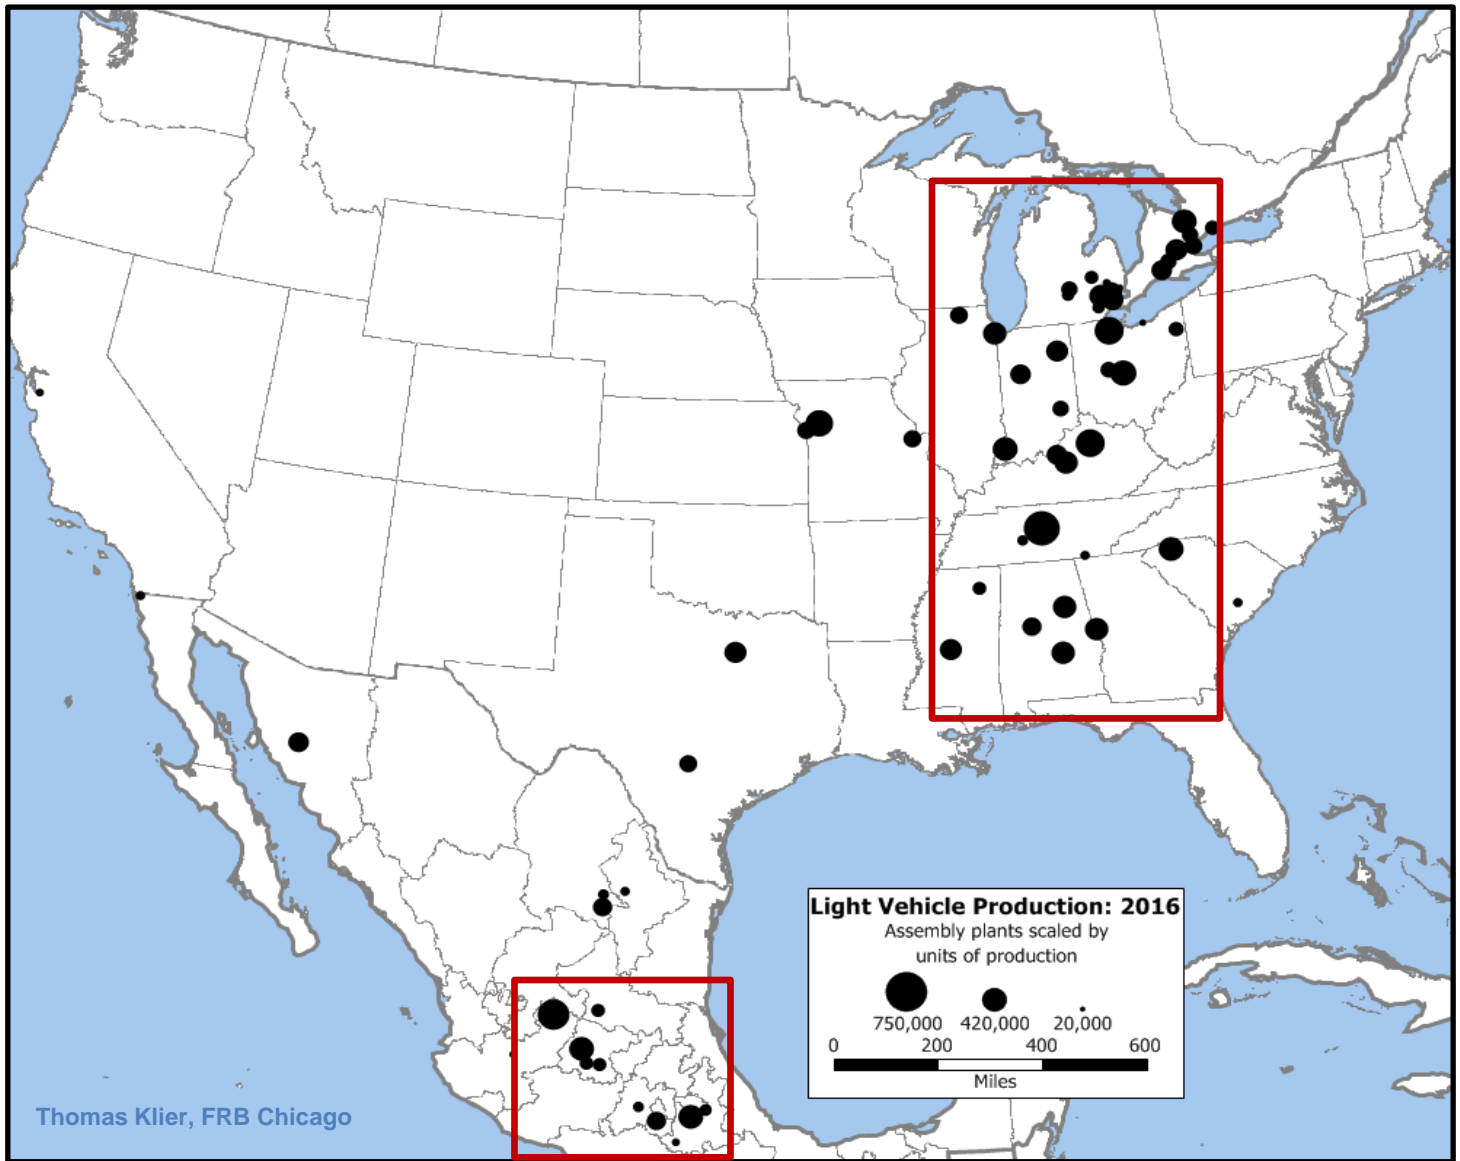 Light Vehicle Production: 2016
Assembly plants scaled by
units of production
750,000 420,000 20,000
0 200 400 600
Miles
Thomas Klier, FRB Chicago